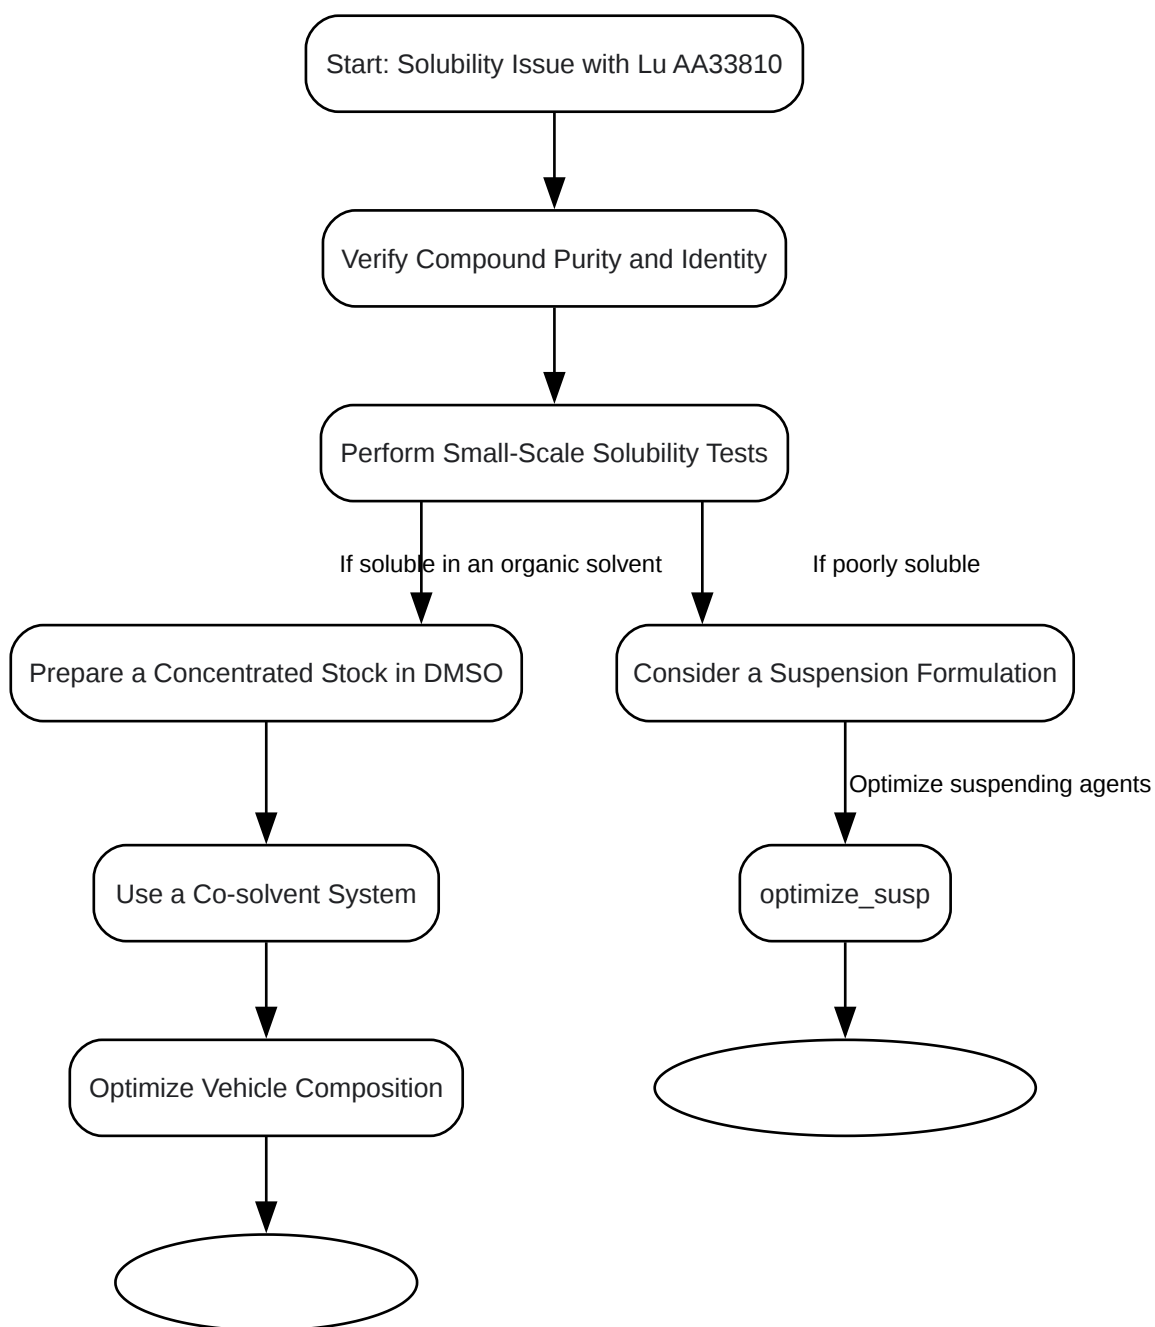 Start: Solubility Issue with Lu AA33810
Verify Compound Purity and Identity
Perform Small-Scale Solubility Tests
If soluble in an organic solvent
If poorly soluble
Prepare a Concentrated Stock in DMSO
Consider a Suspension Formulation
Optimize suspending agents
Use a Co-solvent System
optimize_susp
Optimize Vehicle Composition